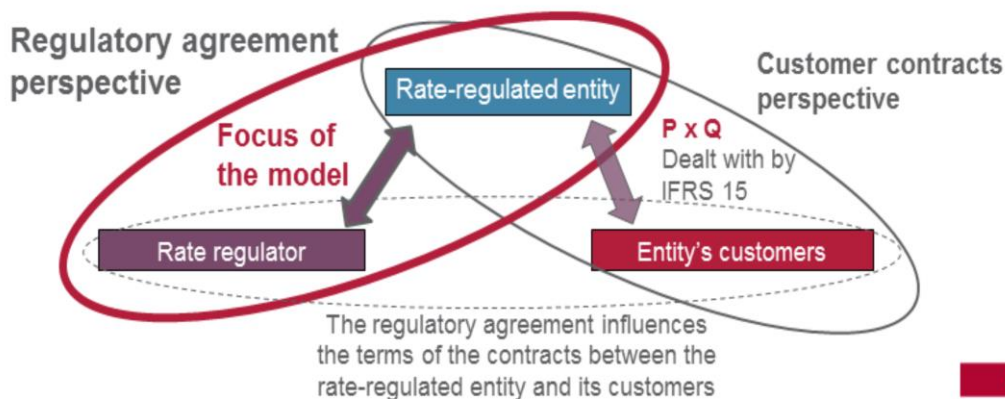 Regulatory agreement
perspective
Rate-regulated entity
Customer contracts
perspective
Focus of
the model
P x Q
Dealt with by
IFRS 15
Rate regulator
Entity's customers
The regulatory agreement influences
the terms of the contracts between the
rate-regulated entity and its customers